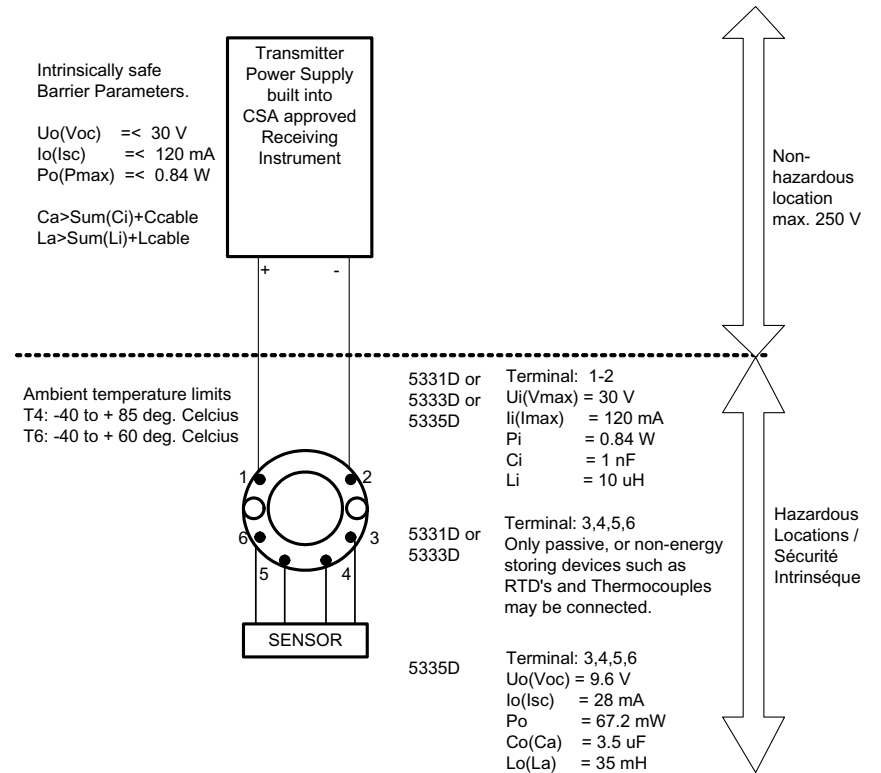 Intrinsically safe
Barrier Parameters.
Uo(Voc) =< 30 V
Io(Isc) =< 120 mA
Po(Pmax) =< 0.84 W
Ca>Sum(Ci)+Ccable
La>Sum(Li)+Lcable
Transmitter
Power Supply
built into
CSA approved
Receiving
Instrument
+ -
Non-
hazardous
location
max. 250 V
Ambient temperature limits
T4: -40 to + 85 deg. Celcius
T6: -40 to + 60 deg. Celcius
5331D or
5333D or
5335D
Terminal: 1-2
Ui(Vmax) = 30 V
Ii(Imax) = 120 mA
Pi = 0.84 W
Ci = 1 nF
Li = 10 uH
1 2
6 3
5 4
SENSOR
5331D or
5333D
Terminal: 3,4,5,6
Only passive, or non-energy
storing devices such as
RTD's and Thermocouples
may be connected.
Hazardous
Locations /
Sécurité
Intrinséque
5335D
Terminal: 3,4,5,6
Uo(Voc) = 9.6 V
Io(Isc) = 28 mA
Po = 67.2 mW
Co(Ca) = 3.5 uF
Lo(La) = 35 mH